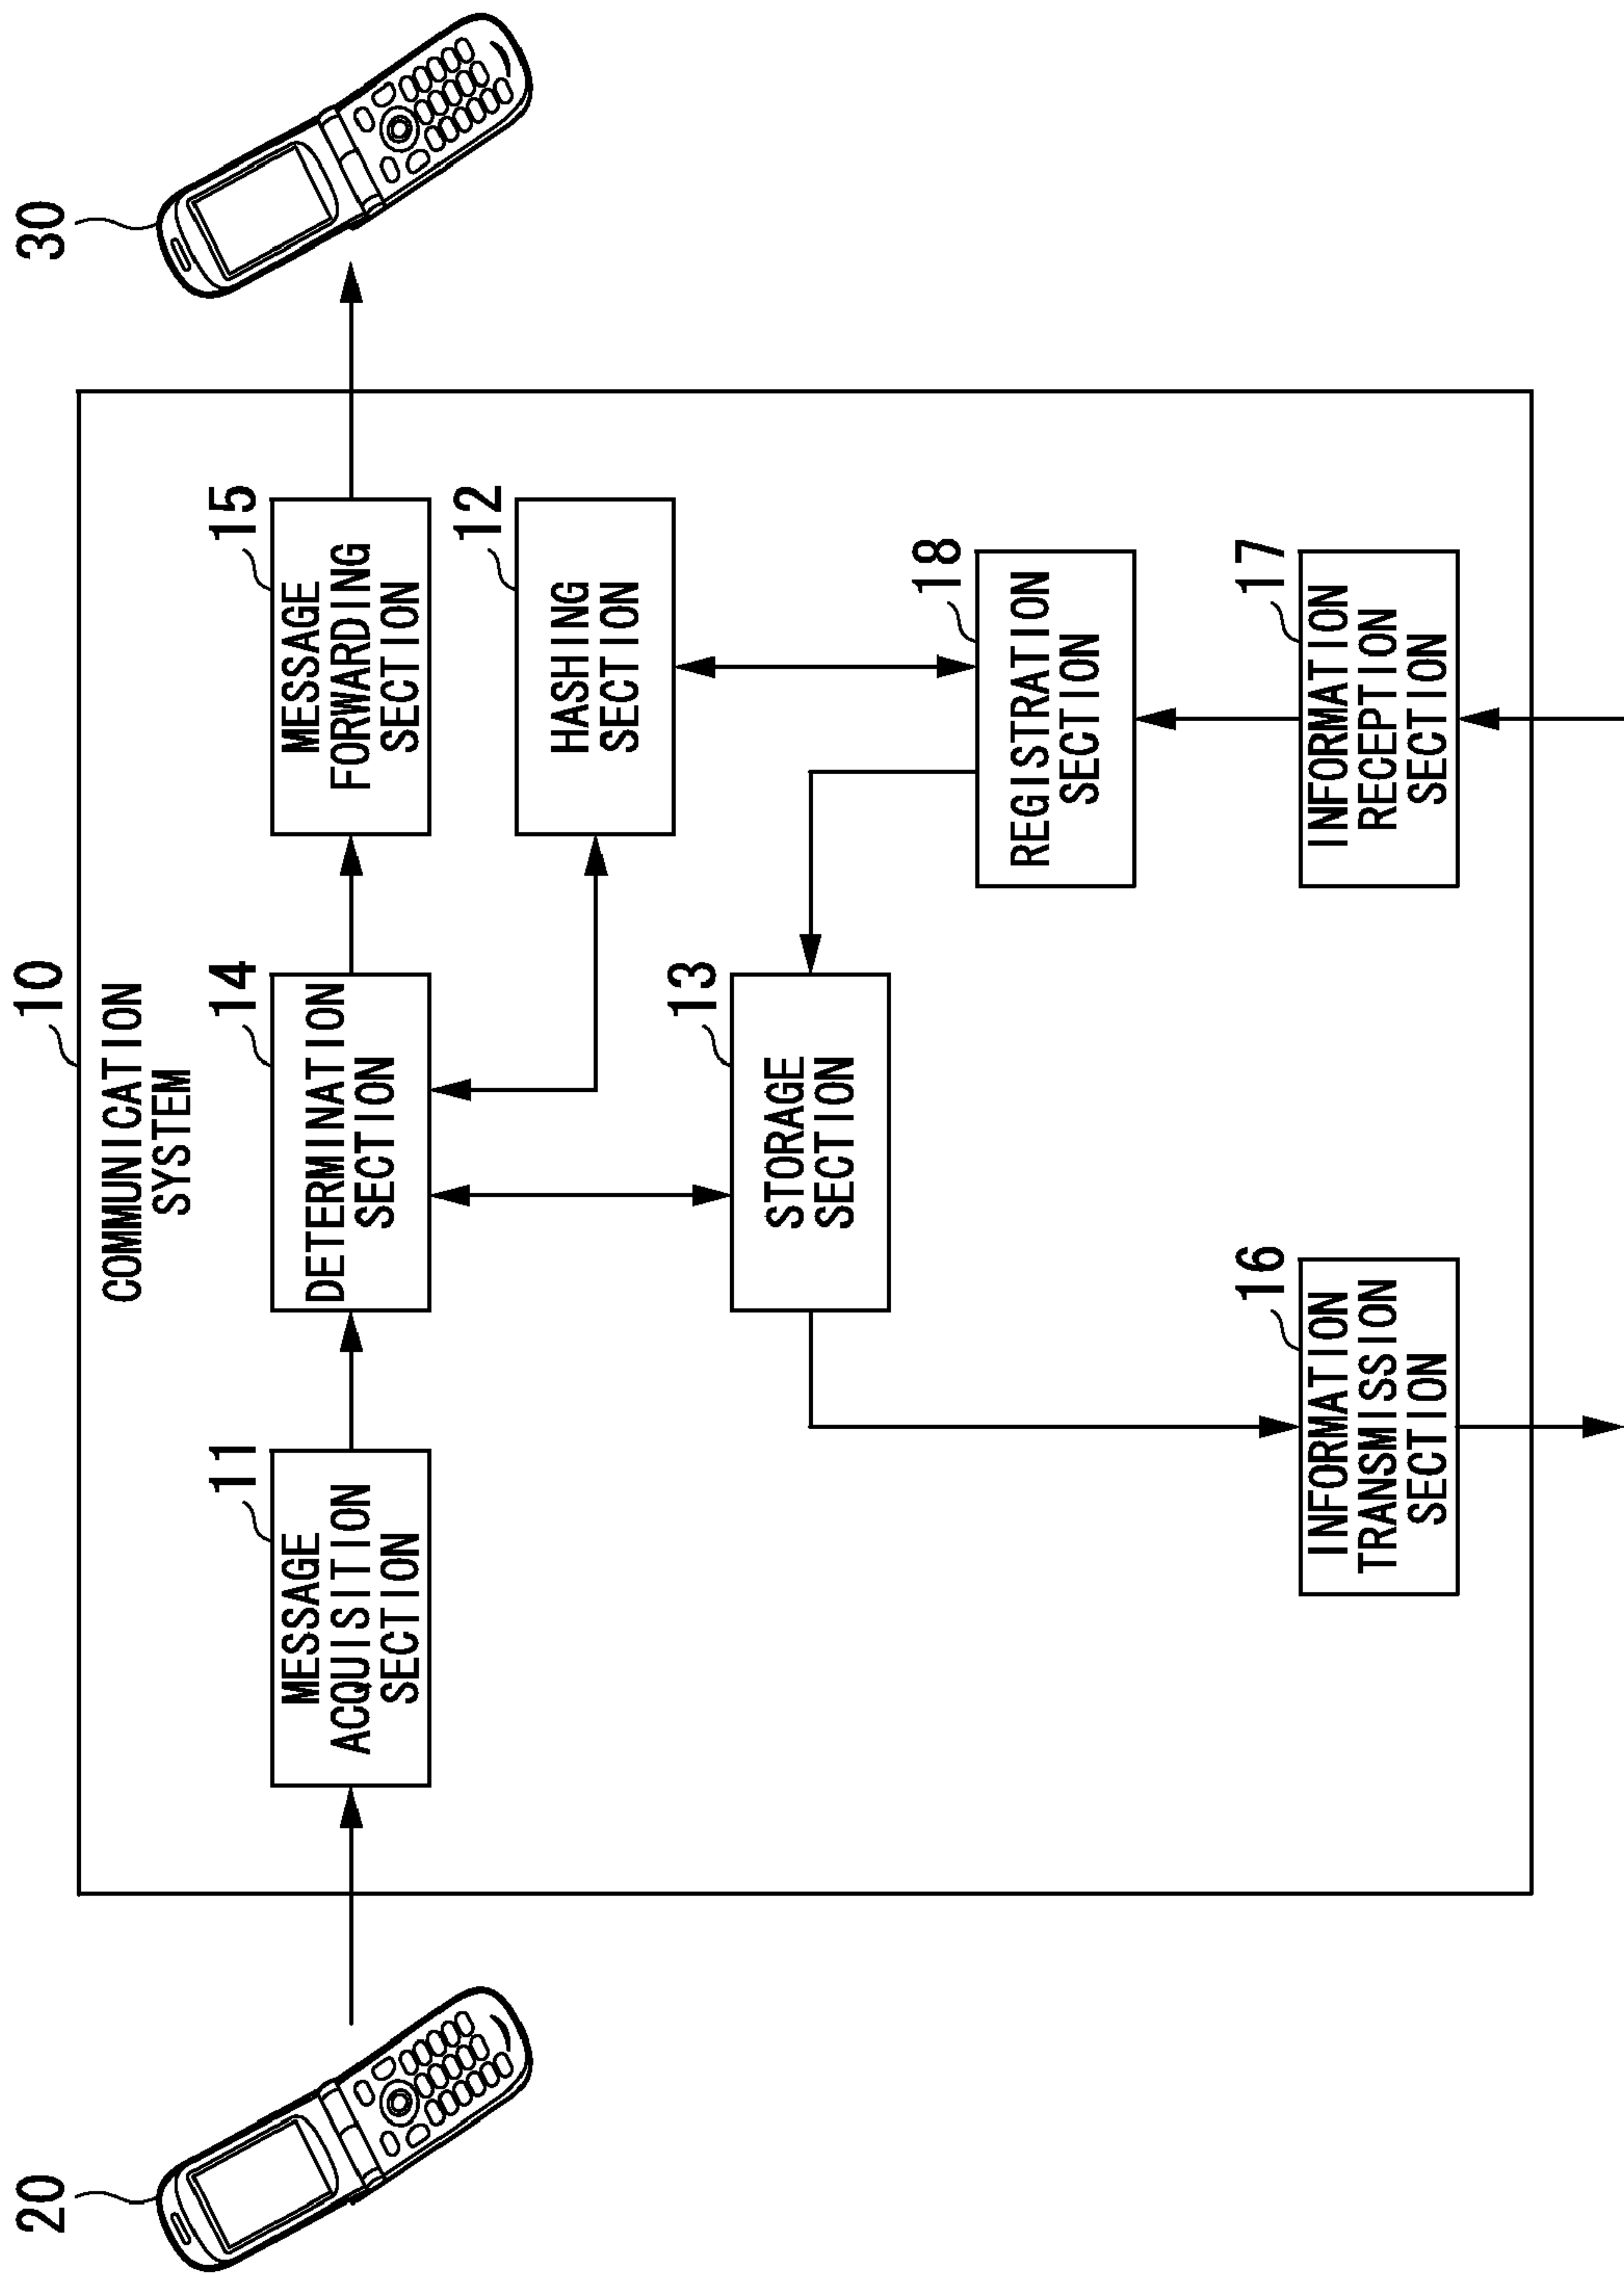 10
COMMUNICATION
SYSTEM
20
30
11
MESSAGE
ACQUISITION
SECTION
14
DETERMINATION
SECTION
15
MESSAGE
FORWARDING
SECTION
12
HASHING
SECTION
13
STORAGE
SECTION
18
REGISTRATION
SECTION
16
INFORMATION
TRANSMISSION
SECTION
17
INFORMATION
RECEPTION
SECTION